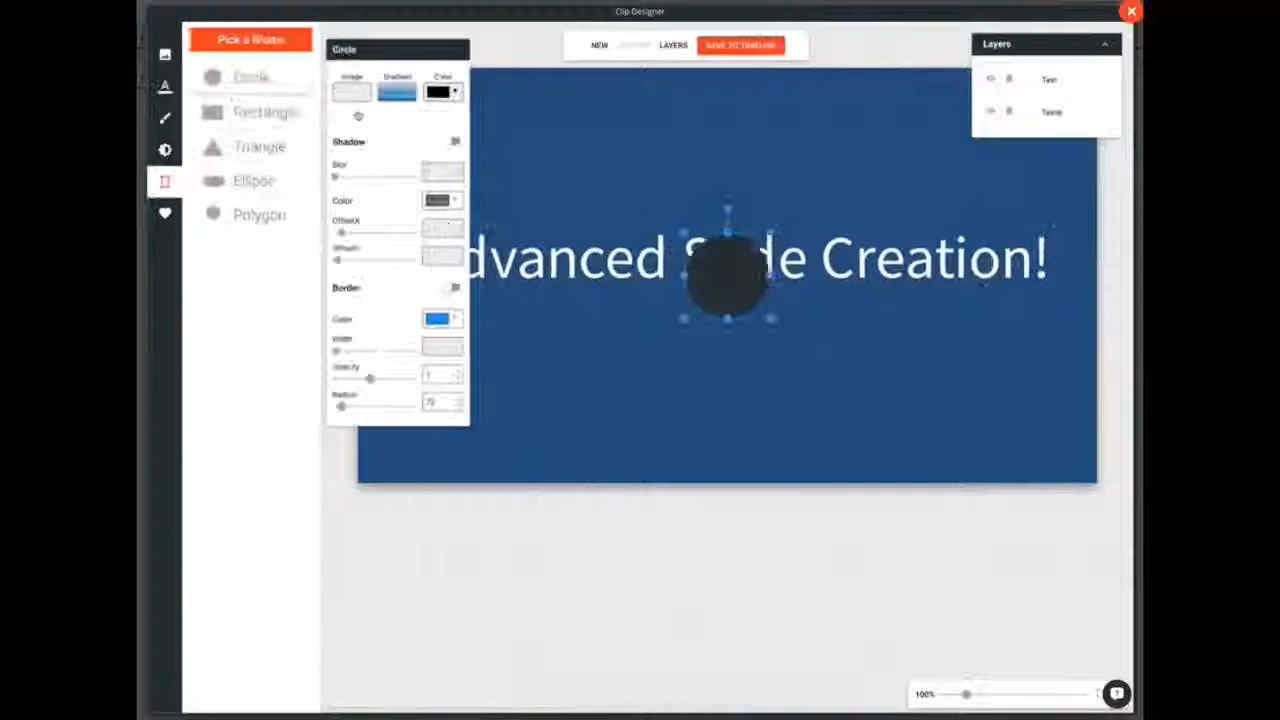 Clip Designer
Pick a Shape
Circle
Rectangle
Triangle
Ellipse
Polygon
Circle
Image Gradient Color
Shadow
Blur
Color
OffsetX
Border
Color
Width
Opacity
1
Radius
NEW
LAYERS
SAVE TO TIMELINE
Layers
Text
dvanced S de Creation!
100%